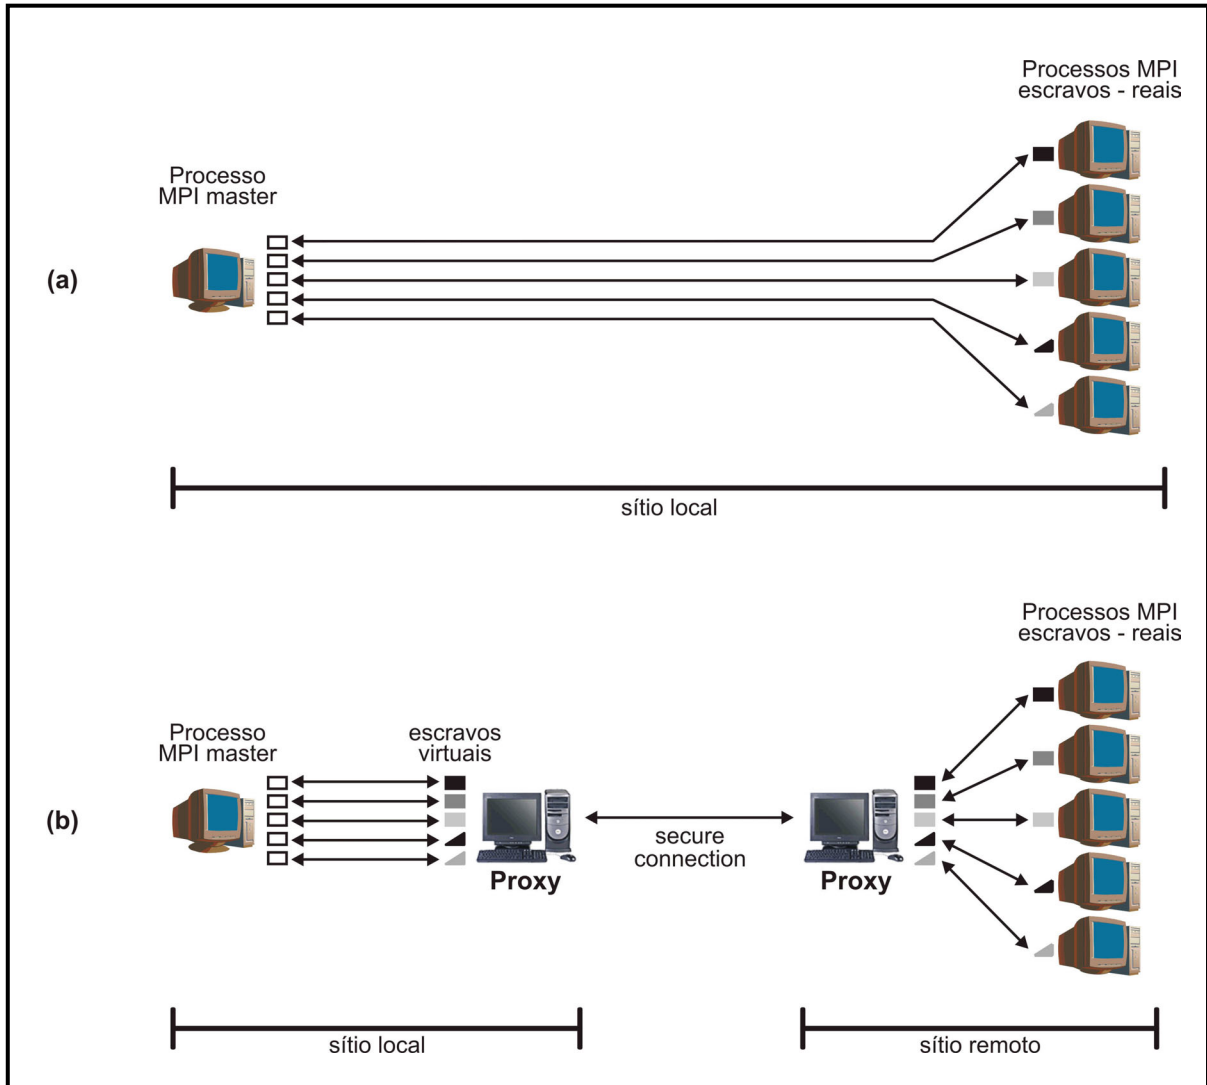 Processos MPI
escravos - reais
Processo
MPI master
(a)
sítio local
Processos MPI
escravos - reais
Processo
MPI master
escravos
virtuais
(b)
secure
connection
Proxy
Proxy
sítio local
sítio remoto